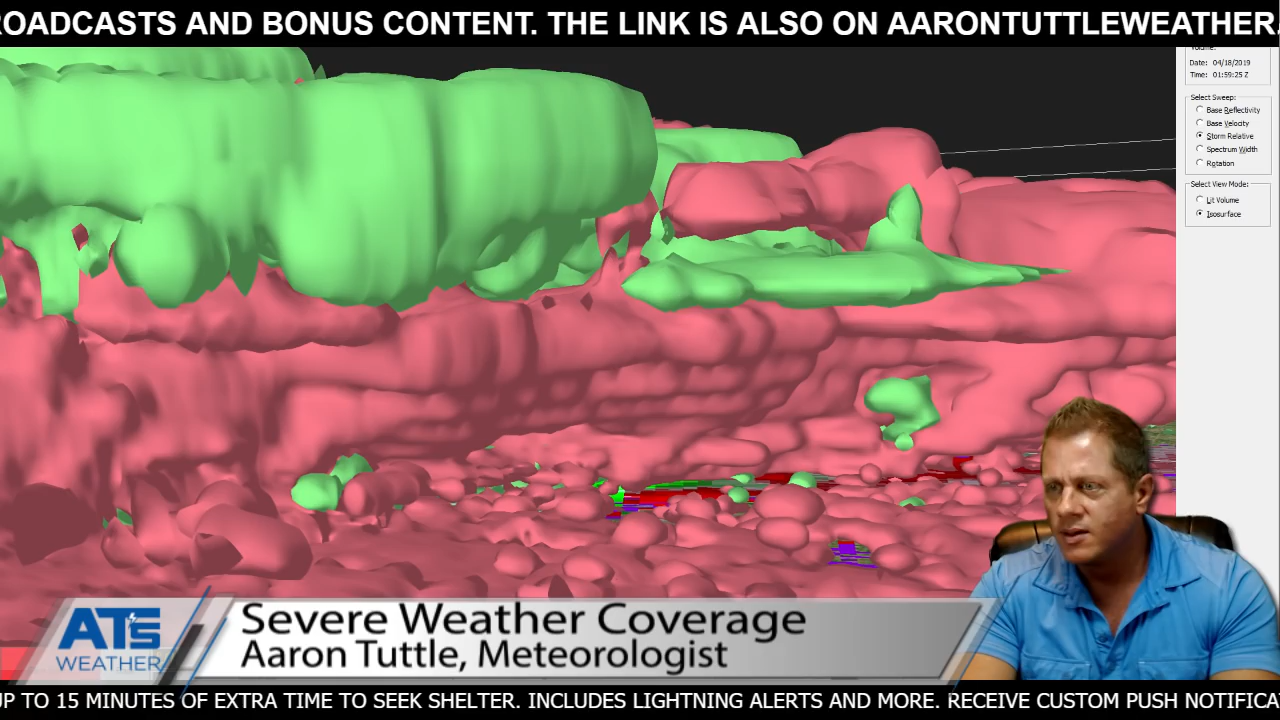 ROADCASTS AND BONUS CONTENT. THE LINK IS ALSO ON AARONTUTTLEWEATHER.
Volume:
Date: 04/18/2019
Time: 01:59:25 Z
Select Sweep:
Base Reflectivity
Base Velocity
Storm Relative
Spectrum Width
Rotation
Select View Mode:
Lit Volume
Isosurface
ATS
WEATHER
Severe Weather Coverage
Aaron Tuttle, Meteorologist
UP TO 15 MINUTES OF EXTRA TIME TO SEEK SHELTER. INCLUDES LIGHTNING ALERTS AND MORE. RECEIVE CUSTOM PUSH NOTIFICA